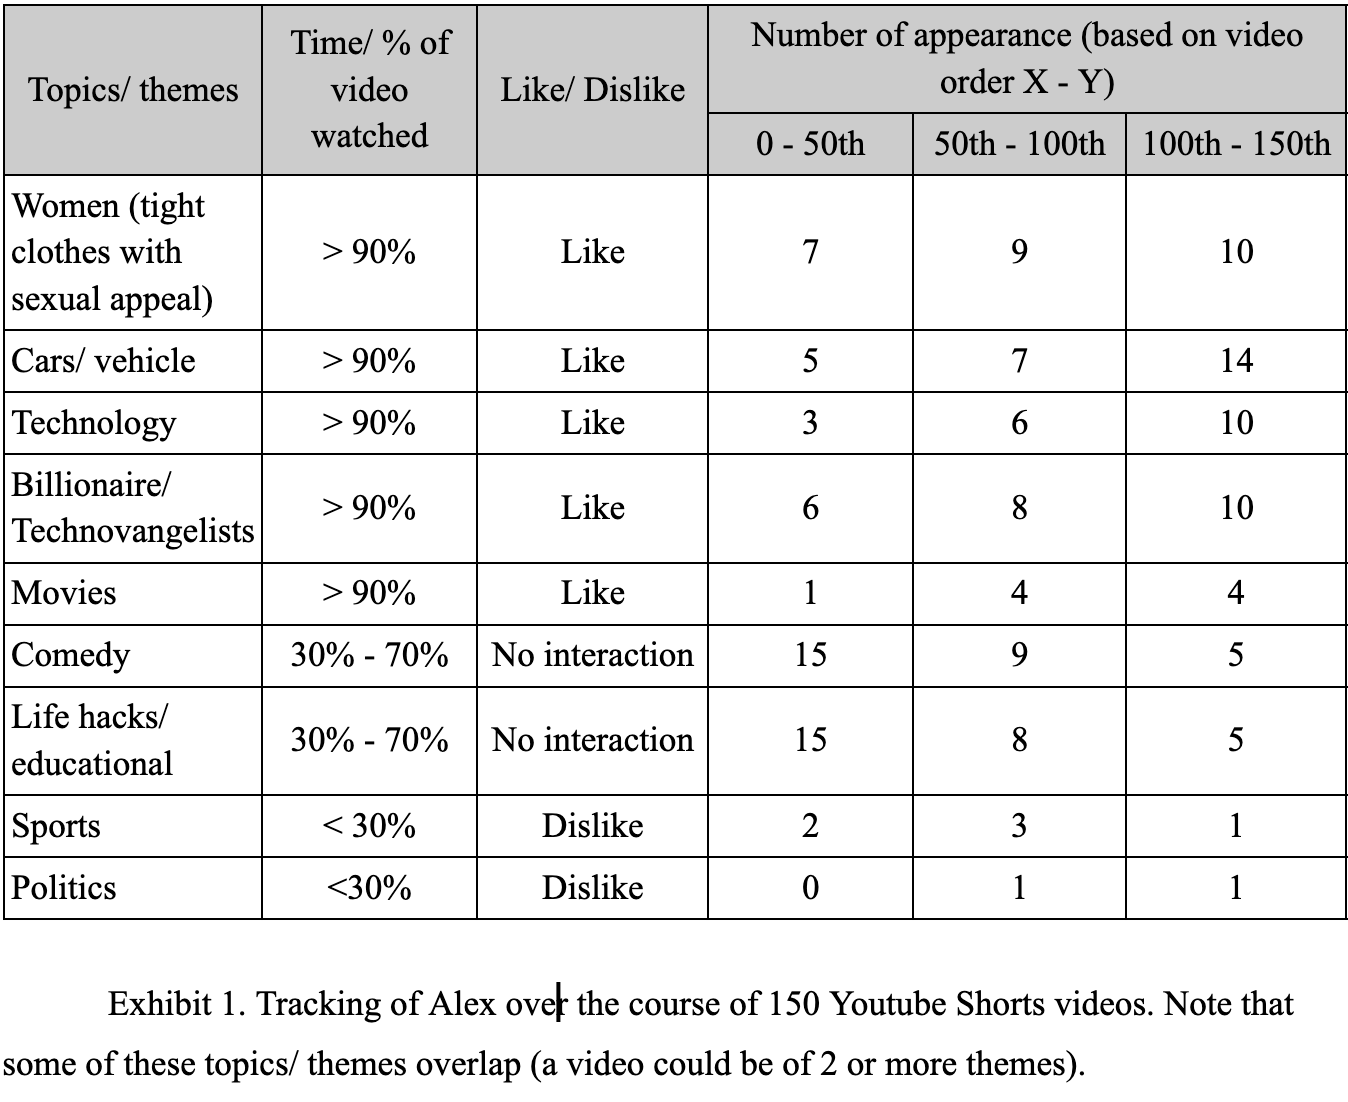 Topics/ themes
Time/ % of
video
watched
Like/ Dislike
Number of appearance (based on video
order X - Y)
0 - 50th
50th - 100th
100th - 150th
Women (tight
clothes with
sexual appeal)
> 90%
Like
7
9
10
Cars/ vehicle
> 90%
Like
5
7
14
Technology
> 90%
Like
3
6
10
Billionaire/
Technovangelists
> 90%
Like
6
8
10
Movies
> 90%
Like
1
4
4
Comedy
30% - 70%
No interaction
15
9
5
Life hacks/
educational
30% - 70%
No interaction
15
8
5
Sports
< 30%
Dislike
2
3
1
Politics
<30%
Dislike
0
1
1
Exhibit 1. Tracking of Alex over the course of 150 Youtube Shorts videos. Note that
some of these topics/ themes overlap (a video could be of 2 or more themes).